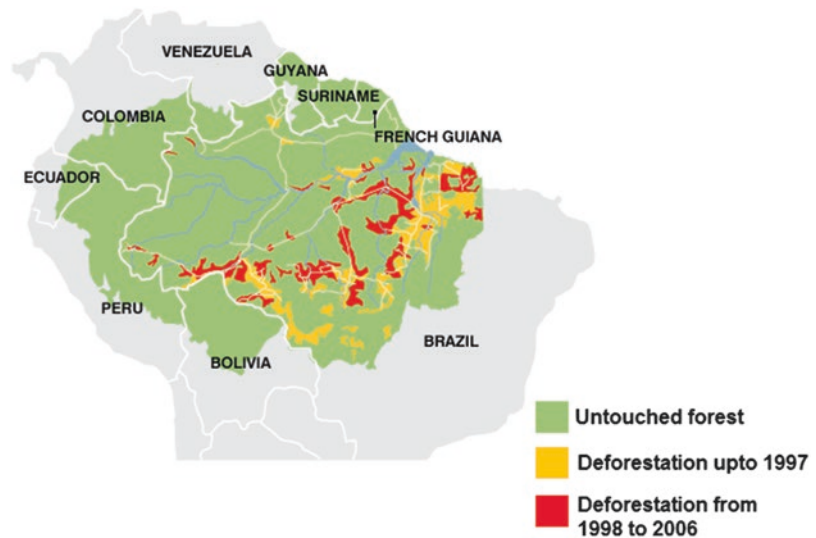 VENEZUELA
GUYANA
SURINAME
COLOMBIA
FRENCH GUIANA
ECUADOR
PERU
BRAZIL
BOLIVIA
Untouched forest
Deforestation upto 1997
Deforestation from
1998 to 2006